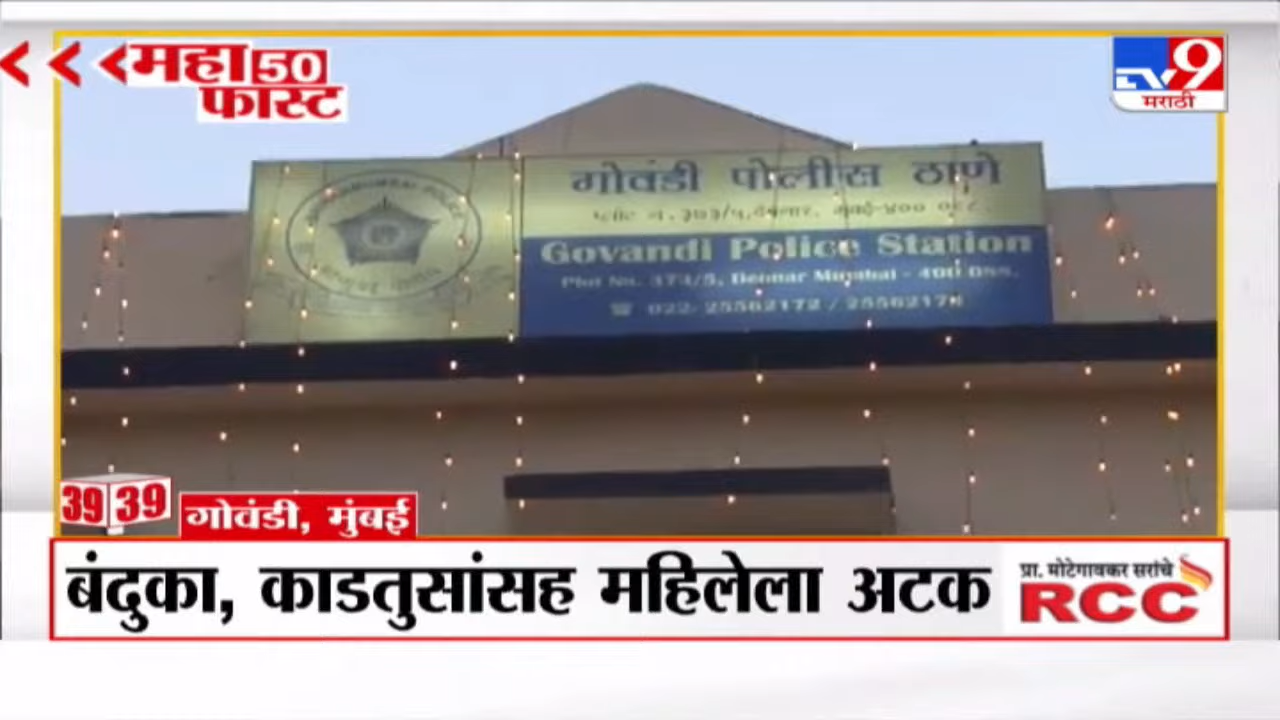 महा 50
फास्ट
TV9
मराठी
गोवंडी पोलीस ठाणे
Govandi Police Station
022-25562172 /
39 39
गोवंडी, मुंबई
बंदुका, काडतुसांसह महिलेला अटक
प्रा. मोटेगावकर सरांचे
RCC